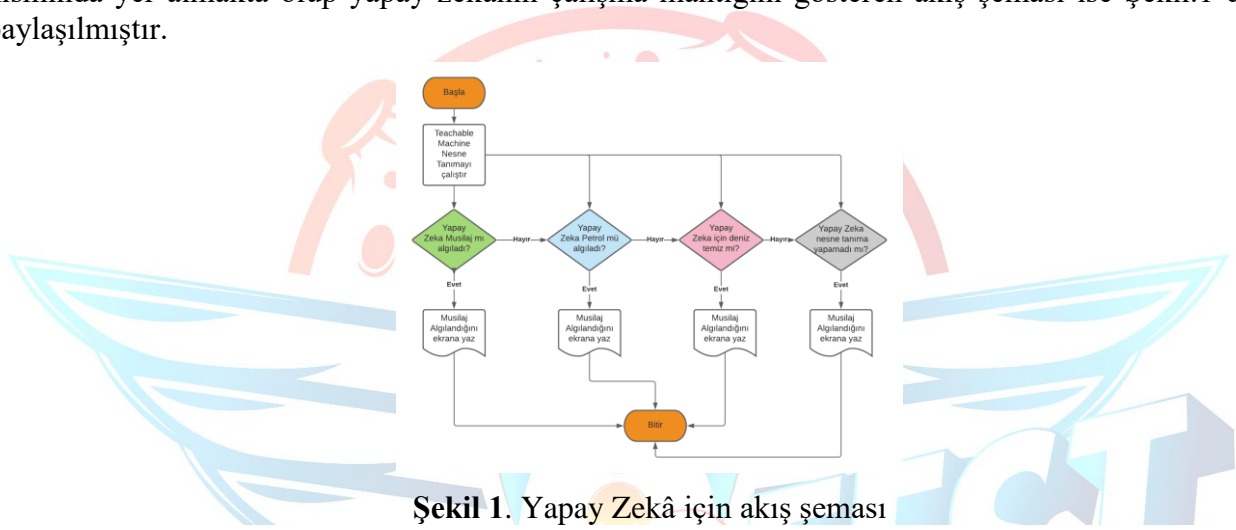 yer almakta olup yapay zekanın çalışma mantığını gösteren akış şeması ise Şekil.1'
paylaşılmıştır.
Başla
Teachable
Machine
Nesne
Tanımayı
çalıştır
Yapay
Zeka Musilaj mı
algıladı?
Hayır
Yapay
Zeka Petrol mü
algıladı?
Hayır
Yapay
Zeka için deniz
temiz mi?
Hayır
Yapay Zeka
nesne tanıma
yapamadı mı?
Evet
Evet
Evet
Evet
Musilaj
Algılandığını
ekrana yaz
Musilaj
Algılandığını
ekrana yaz
Musilaj
Algılandığını
ekrana yaz
Musilaj
Algılandığını
ekrana yaz
Bitir
Şekil 1. Yapay Zekâ için akış şeması